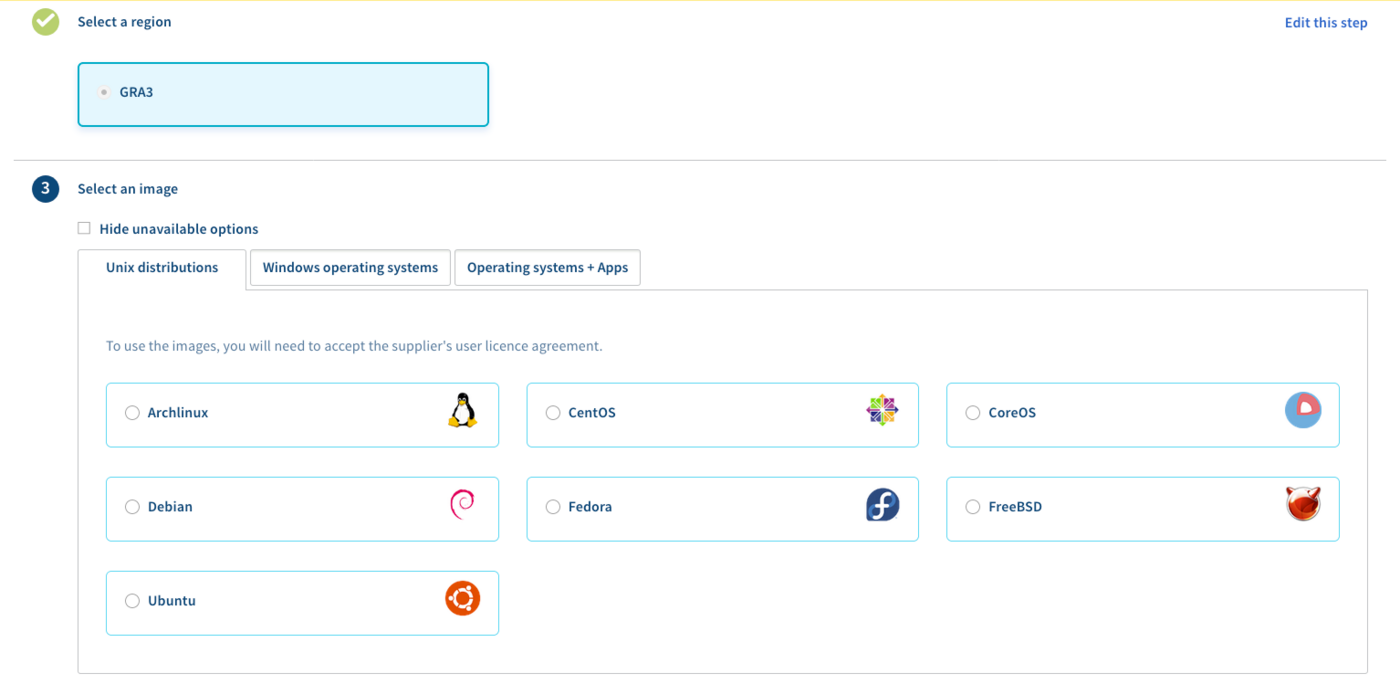 Select a region
Edit this step
GRA3
3
Select an image
Hide unavailable options
Unix distributions
Windows operating systems
Operating systems + Apps
To use the images, you will need to accept the supplier's user licence agreement.
Archlinux
CentOS
CoreOS
Debian
Fedora
FreeBSD
Ubuntu